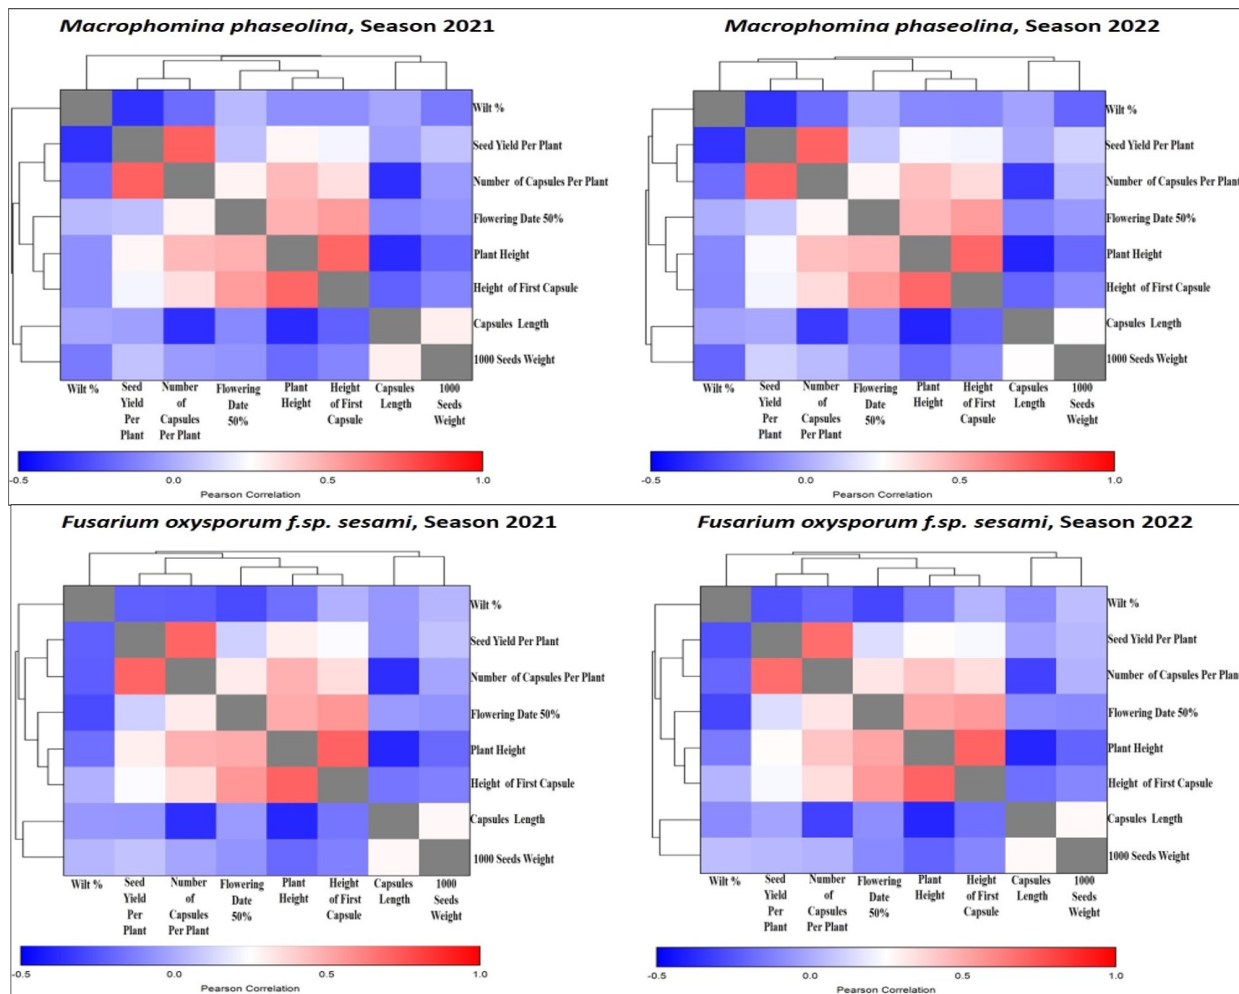 Macrophomina phaseolina, Season 2021
Wilt %
Seed Yield Per Plant
Number of Capsules Per Plant
Flowering Date 50%
Plant Height
Height of First Capsule
Capsules Length
1000 Seeds Weight
Wilt % Seed Number Flowering Plant Height Capsules 1000
Yield of Date Height of First Length Seeds
Per Capsules 50% Capsule Weight
Plant Per Plant
-0.5 0.0 0.5 1.0
Pearson Correlation
Macrophomina phaseolina, Season 2022
Wilt %
Seed Yield Per Plant
Number of Capsules Per Plant
Flowering Date 50%
Plant Height
Height of First Capsule
Capsules Length
1000 Seeds Weight
Wilt % Seed Number Flowering Plant Height Capsules 1000
Yield of Date Height of First Length Seeds
Per Capsules 50% Capsule Weight
Plant Per Plant
-0.5 0.0 0.5 1.0
Pearson Correlation
Fusarium oxysporum f.sp. sesami, Season 2021
Wilt %
Seed Yield Per Plant
Number of Capsules Per Plant
Flowering Date 50%
Plant Height
Height of First Capsule
Capsules Length
1000 Seeds Weight
Wilt % Seed Number Flowering Plant Height Capsules 1000
Yield of Date Height of First Length Seeds
Per Capsules 50% Capsule Weight
Plant Per Plant
-0.5 0.0 0.5 1.0
Pearson Correlation
Fusarium oxysporum f.sp. sesami, Season 2022
Wilt %
Seed Yield Per Plant
Number of Capsules Per Plant
Flowering Date 50%
Plant Height
Height of First Capsule
Capsules Length
1000 Seeds Weight
Wilt % Seed Number Flowering Plant Height Capsules 1000
Yield of Date Height of First Length Seeds
Per Capsules 50% Capsule Weight
Plant Per Plant
-0.5 0.0 0.5 1.0
Pearson Correlation